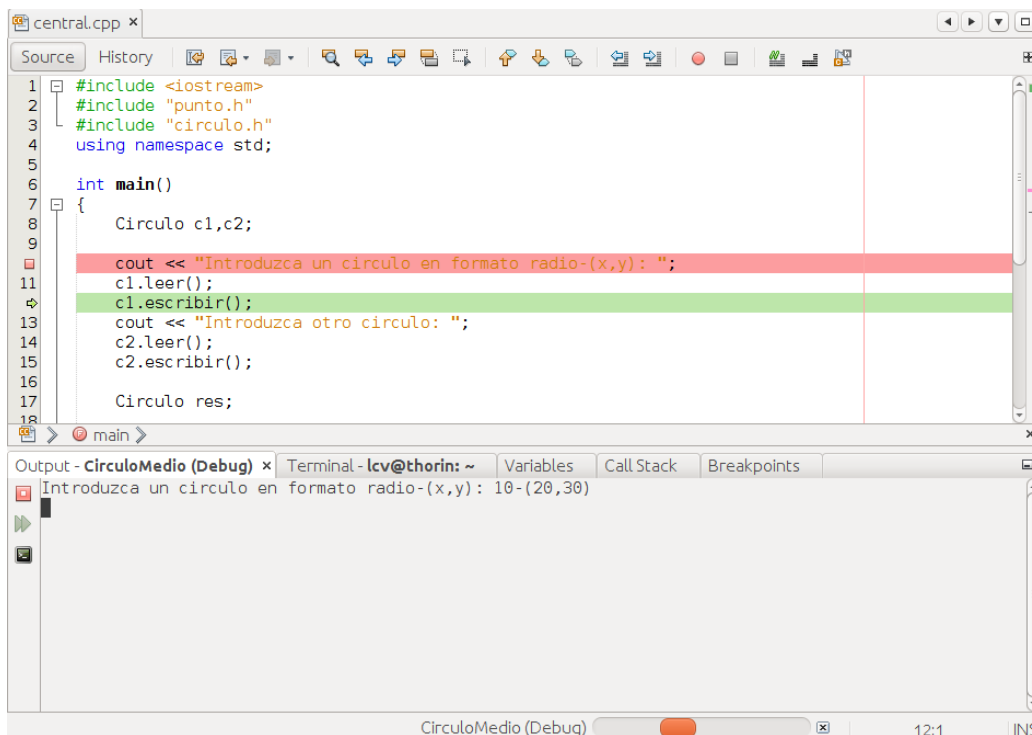 central.cpp
Source History
1 #include <iostream>
2 #include "punto.h"
3 #include "circulo.h"
4 using namespace std;
5
6 int main()
7 {
8 Circulo c1,c2;
9
cout << "Introduzca un circulo en formato radio-(x,y): ";
11 c1.leer();
c1.escribir();
13 cout << "Introduzca otro circulo: ";
14 c2.leer();
15 c2.escribir();
16
17 Circulo res;
18
main
Output - CirculoMedio (Debug) Terminal - lcv@thorin: ~ Variables Call Stack Breakpoints
Introduzca un circulo en formato radio-(x,y): 10-(20,30)
CirculoMedio (Debug) 12:1 INS